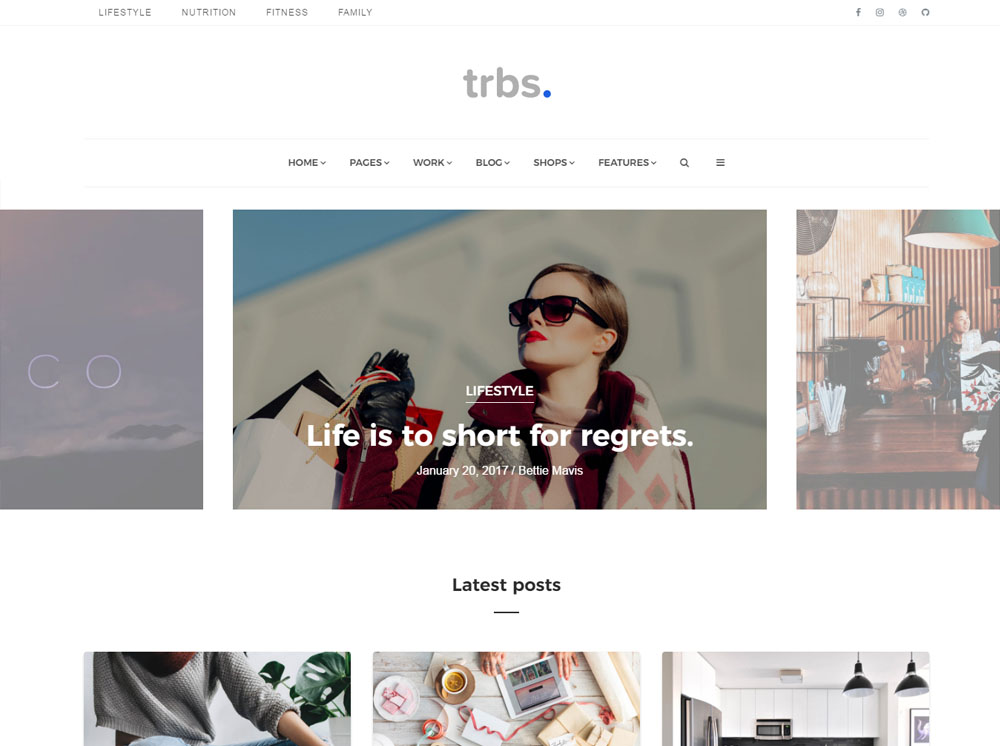 LIFESTYLE NUTRITION FITNESS FAMILY
trbs.
HOME PAGES WORK BLOG SHOPS FEATURES
C O
LIFESTYLE
Life is to short for regrets.
January 20, 2017 / Bettie Mavis
Latest posts